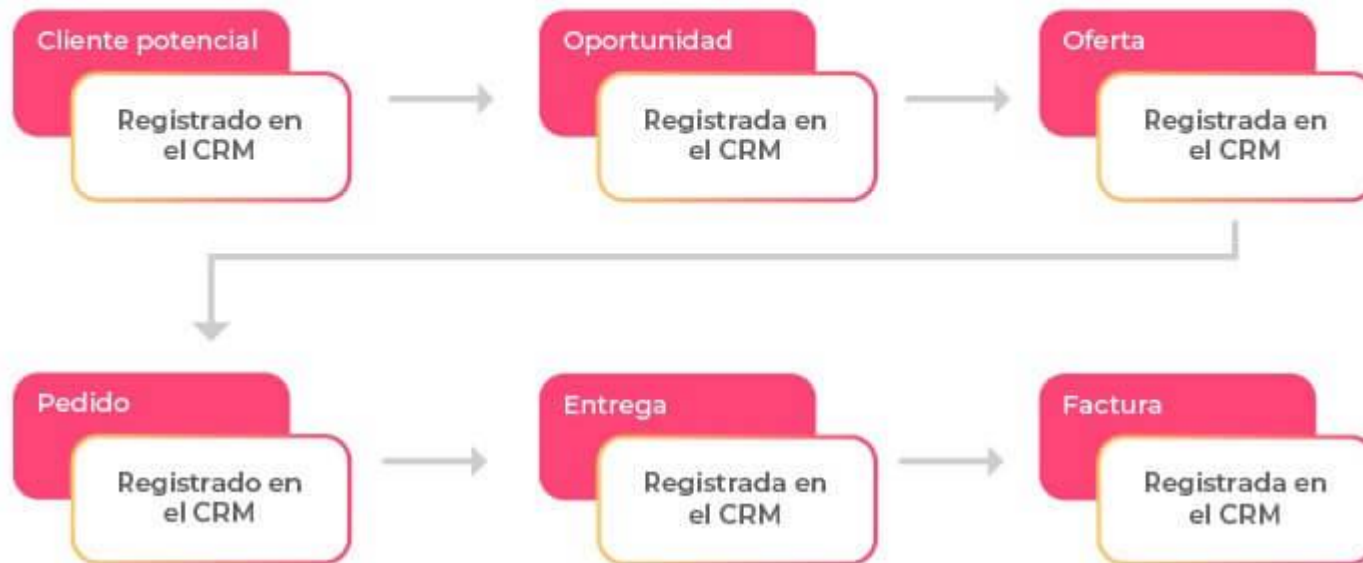 Cliente potencial
Registrado en
el CRM
Oportunidad
Registrada en
el CRM
Oferta
Registrada en
el CRM
Pedido
Registrado en
el CRM
Entrega
Registrada en
el CRM
Factura
Registrada en
el CRM